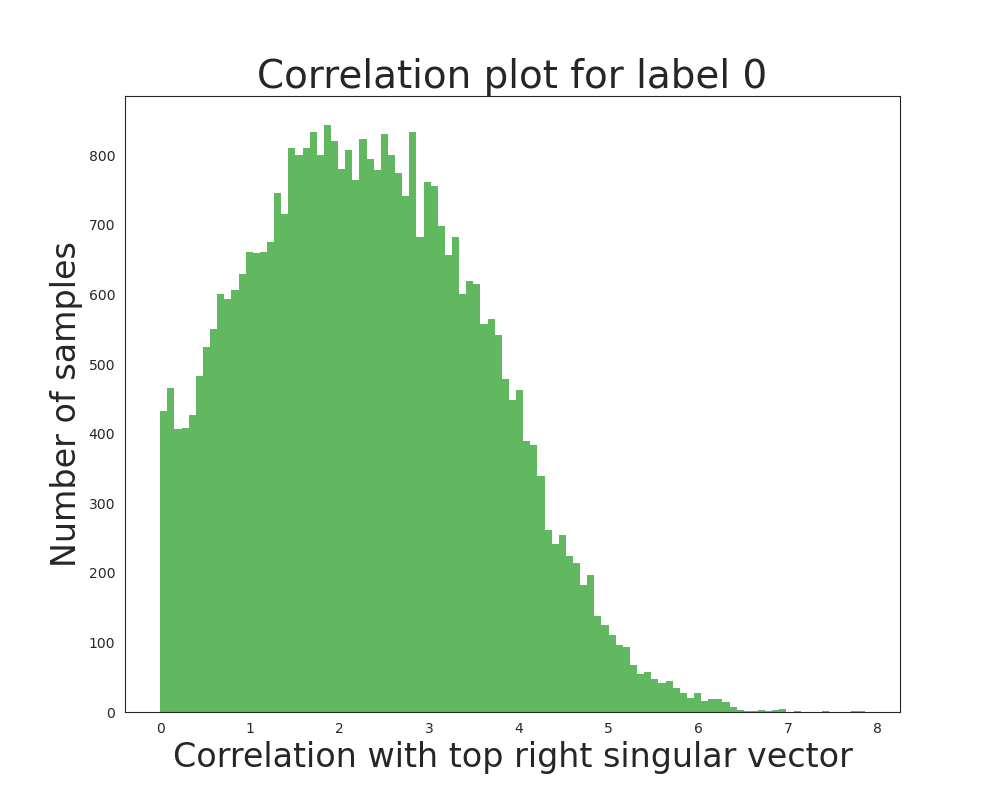 Correlation plot for label 0
Number of samples
800
700
600
500
400
300
200
100
0
0 1 2 3 4 5 6 7 8
Correlation with top right singular vector